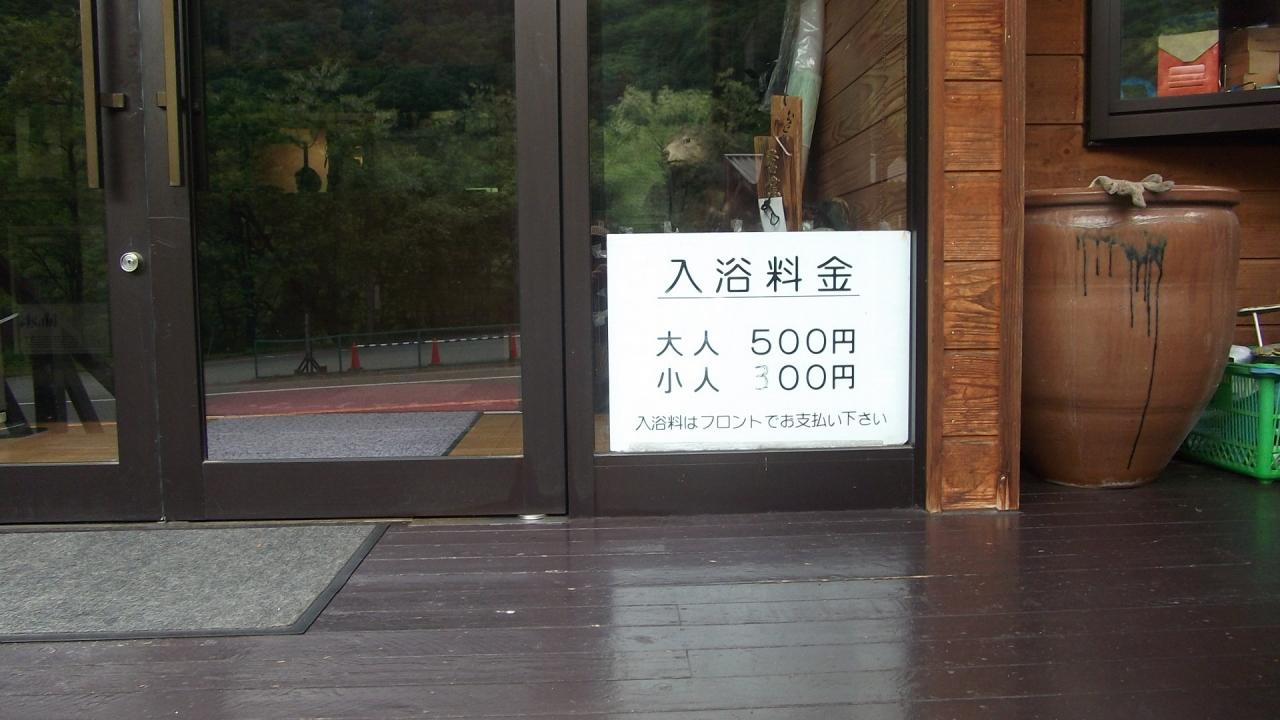 入浴料金
大人 500円
小人 300円
入浴料はフロントでお支払い下さい
Asahi